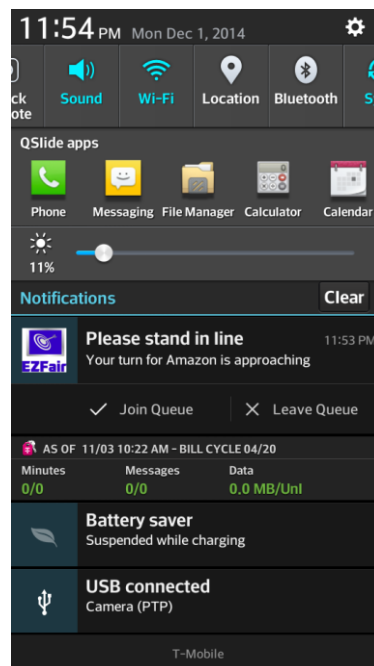 11:54 PM Mon Dec 1, 2014
ck
ote
Sound
Wi-Fi
Location
Bluetooth
S
QSlide apps
Phone
Messaging
File Manager
Calculator
Calendar
11%
Notifications
Clear
EZFair
Please stand in line
11:53 PM
Your turn for Amazon is approaching
Join Queue
Leave Queue
AS OF 11/03 10:22 AM – BILL CYCLE 04/20
Minutes
Messages
Data
0/0
0/0
0.0 MB/Unl
Battery saver
Suspended while charging
USB connected
Camera (PTP)
T-Mobile